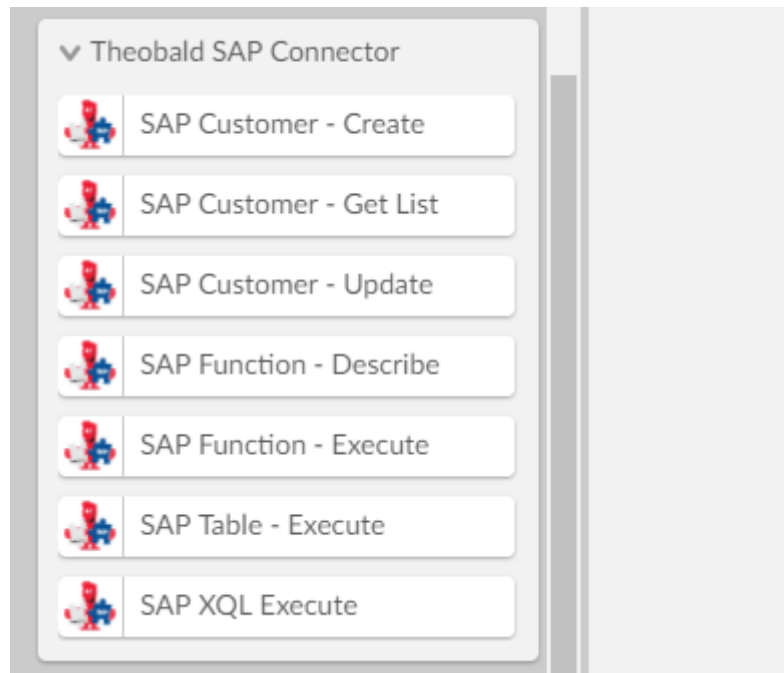 Theobald SAP Connector
SAP Customer - Create
SAP Customer - Get List
SAP Customer - Update
SAP Function - Describe
SAP Function - Execute
SAP Table - Execute
SAP XQL Execute